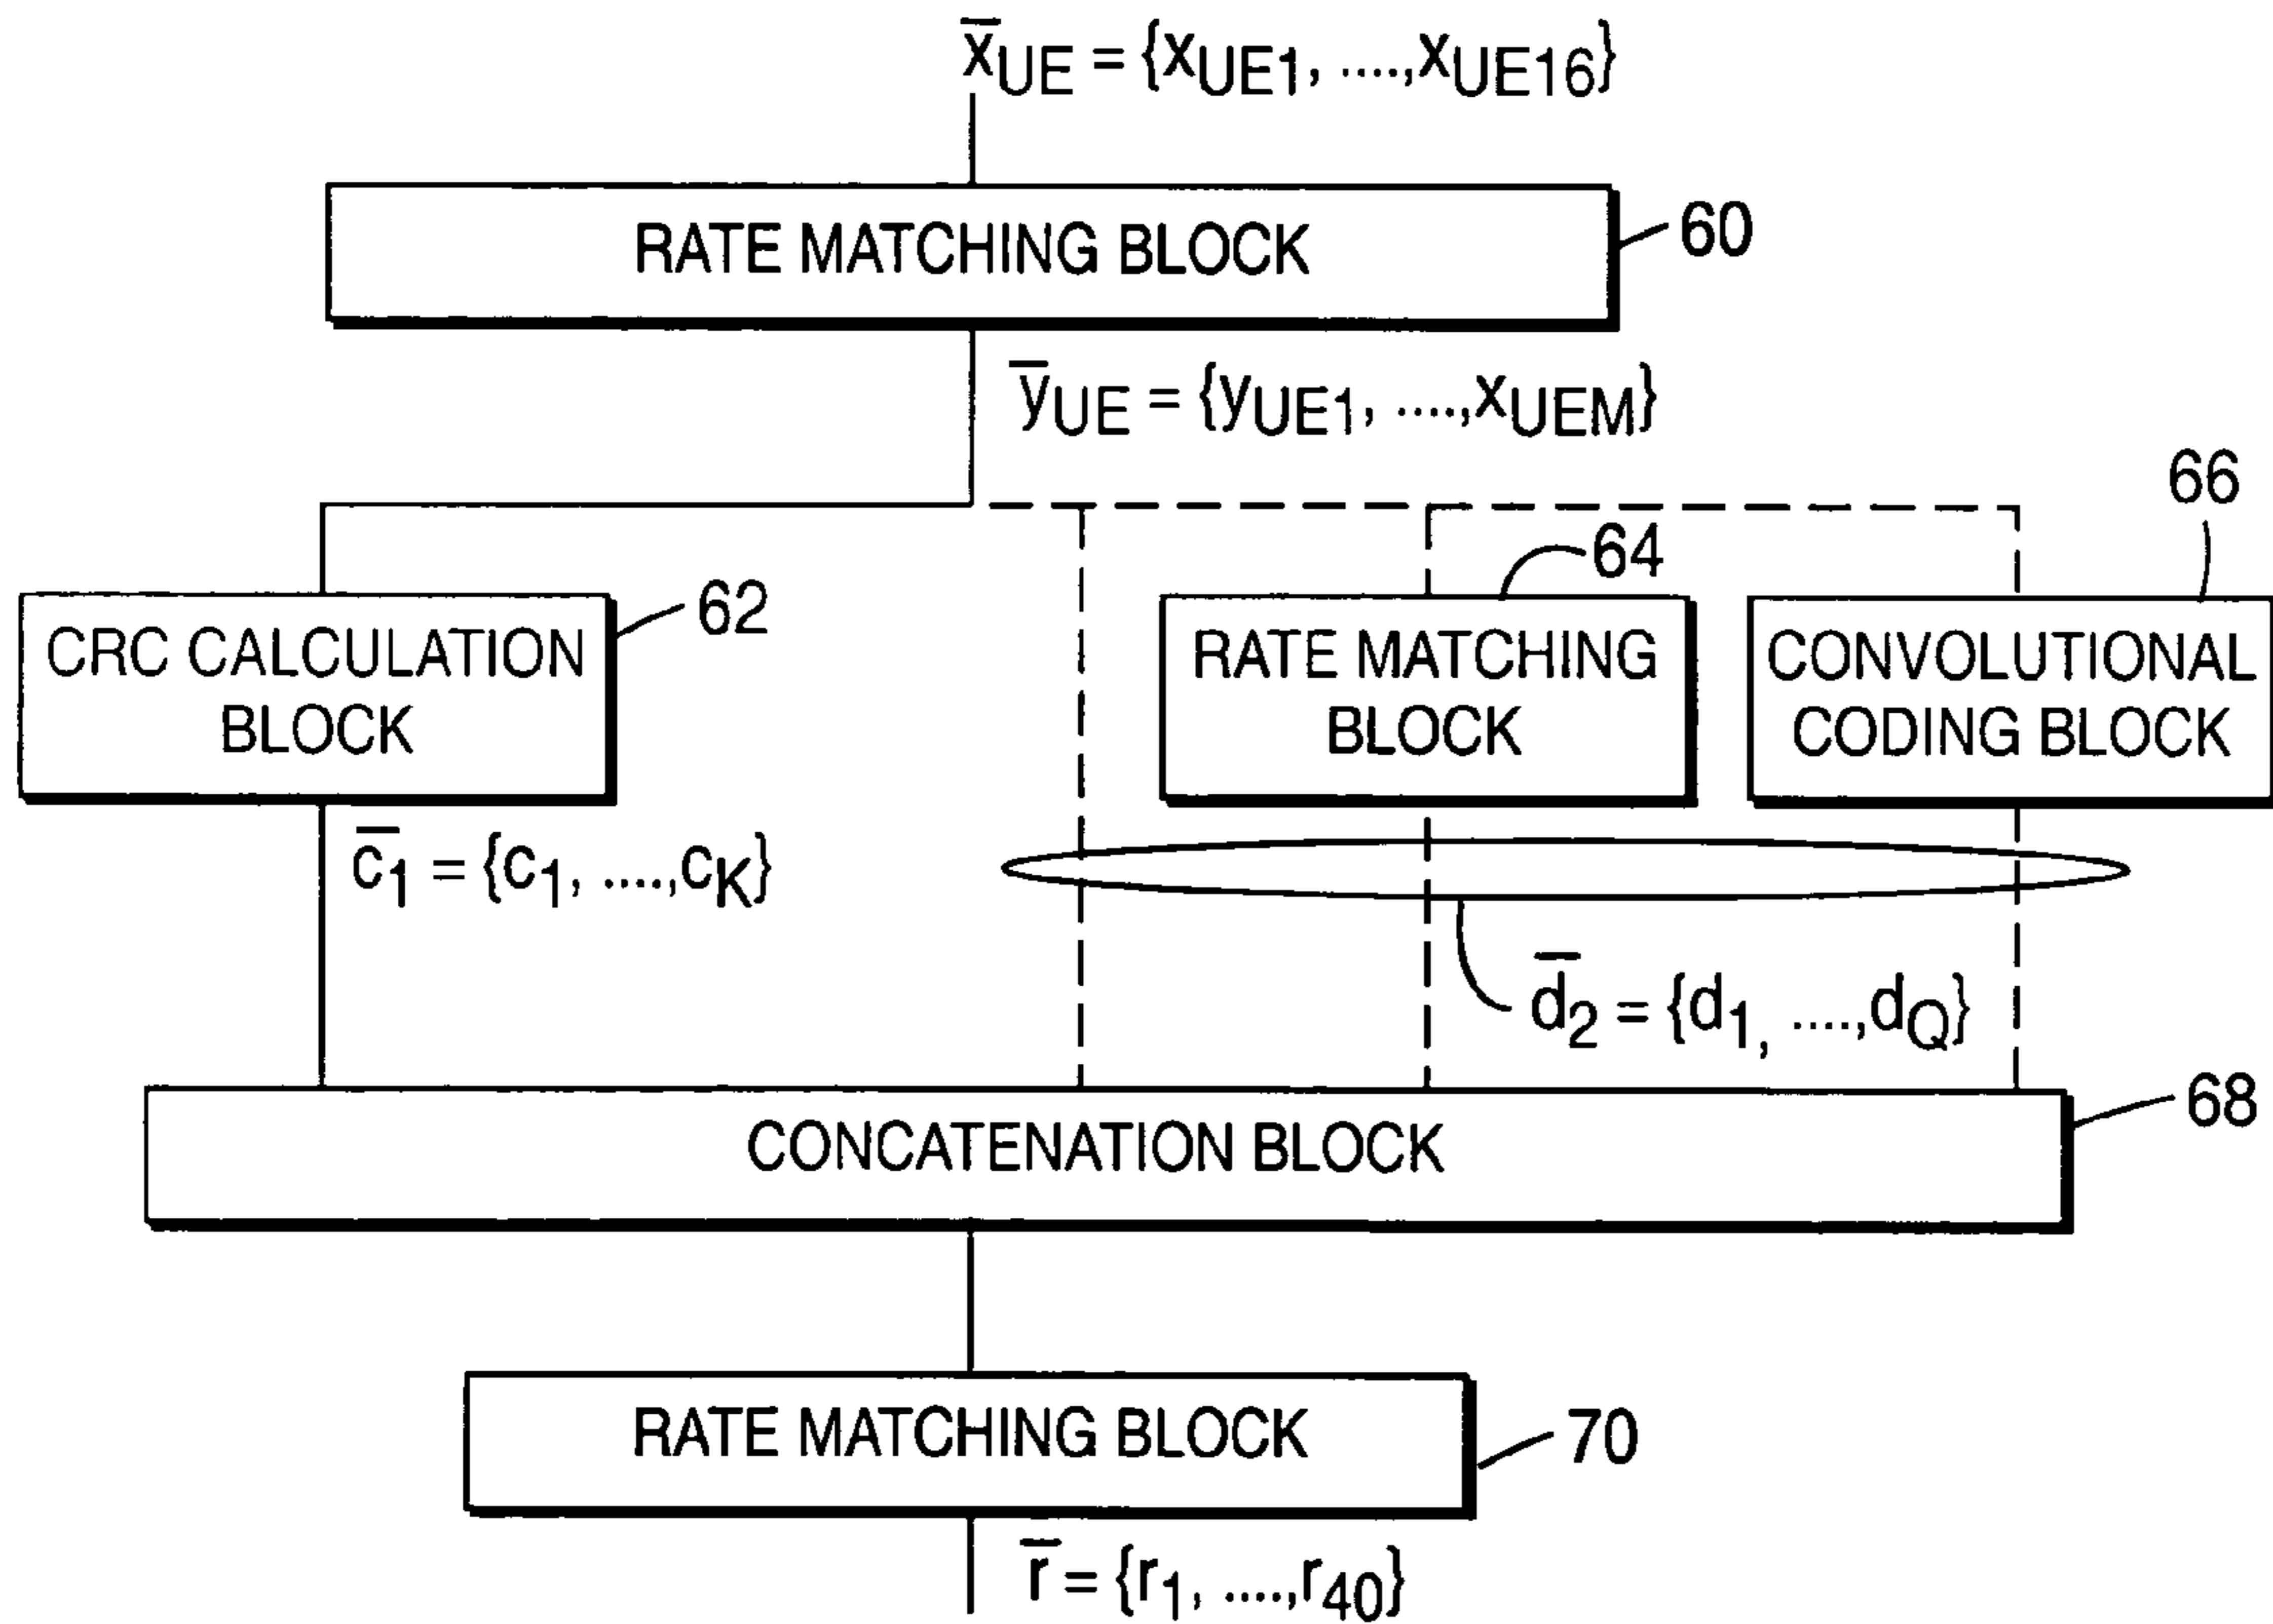 x̄UE = {xUE1, ....,xUE16}
RATE MATCHING BLOCK
60
ȳUE = {yUE1, ....,xUEM}
66
64
62
CRC CALCULATION
BLOCK
RATE MATCHING
BLOCK
CONVOLUTIONAL
CODING BLOCK
c̄1 = {c1, ....,cK}
d̄2 = {d1, ....,dQ}
68
CONCATENATION BLOCK
RATE MATCHING BLOCK
70
r̄ = {r1, ....,r40}